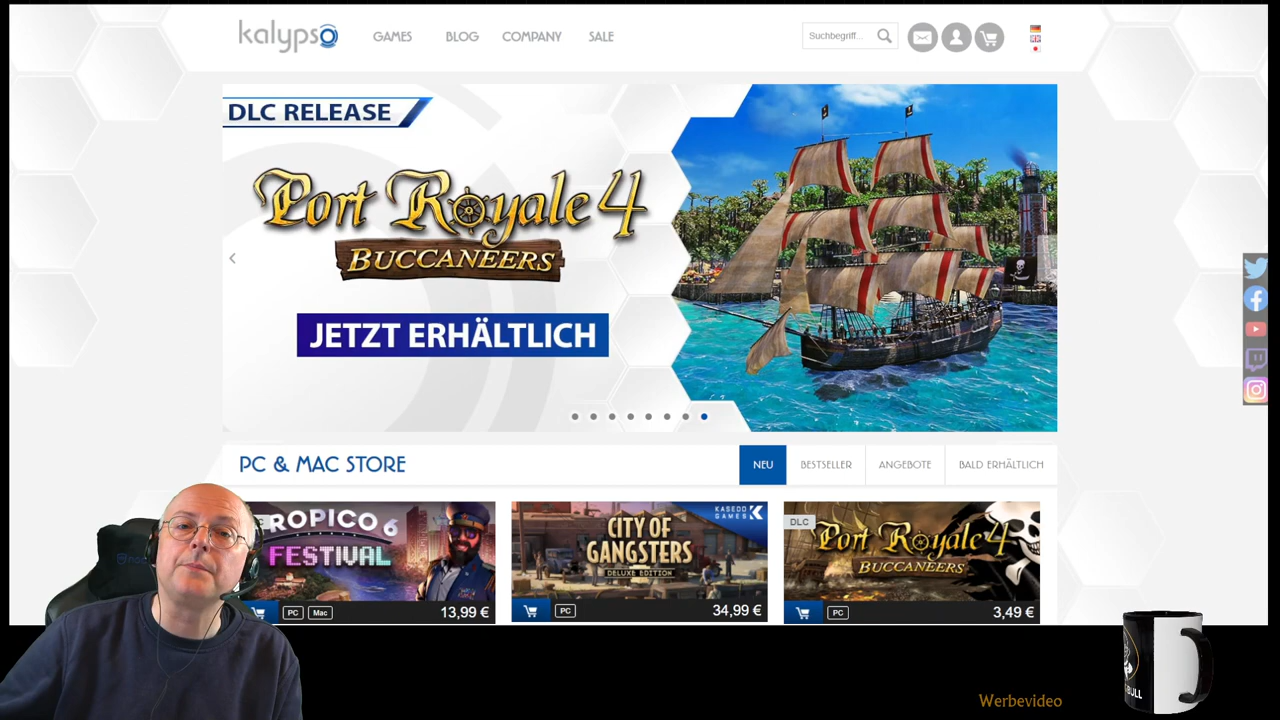 kalypso
GAMES
BLOG
COMPANY
SALE
Suchbegriff...
DLC RELEASE
Port Royale 4
BUCCANEERS
JETZT ERHÄLTLICH
PC & MAC STORE
NEU
BESTSELLER
ANGEBOTE
BALD ERHÄLTLICH
ROPICO 6
FESTIVAL
PC
Mac
13,99 €
KASEDO
GAMES
CITY OF
GANGSTERS
DELUXE EDITION
PC
34,99 €
DLC
Port Royale 4
BUCCANEERS
PC
3,49 €
Werbevideo